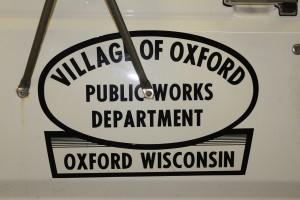 VILLAGE OF OXFORD
PUBLIC WORKS
DEPARTMENT
OXFORD WISCONSIN